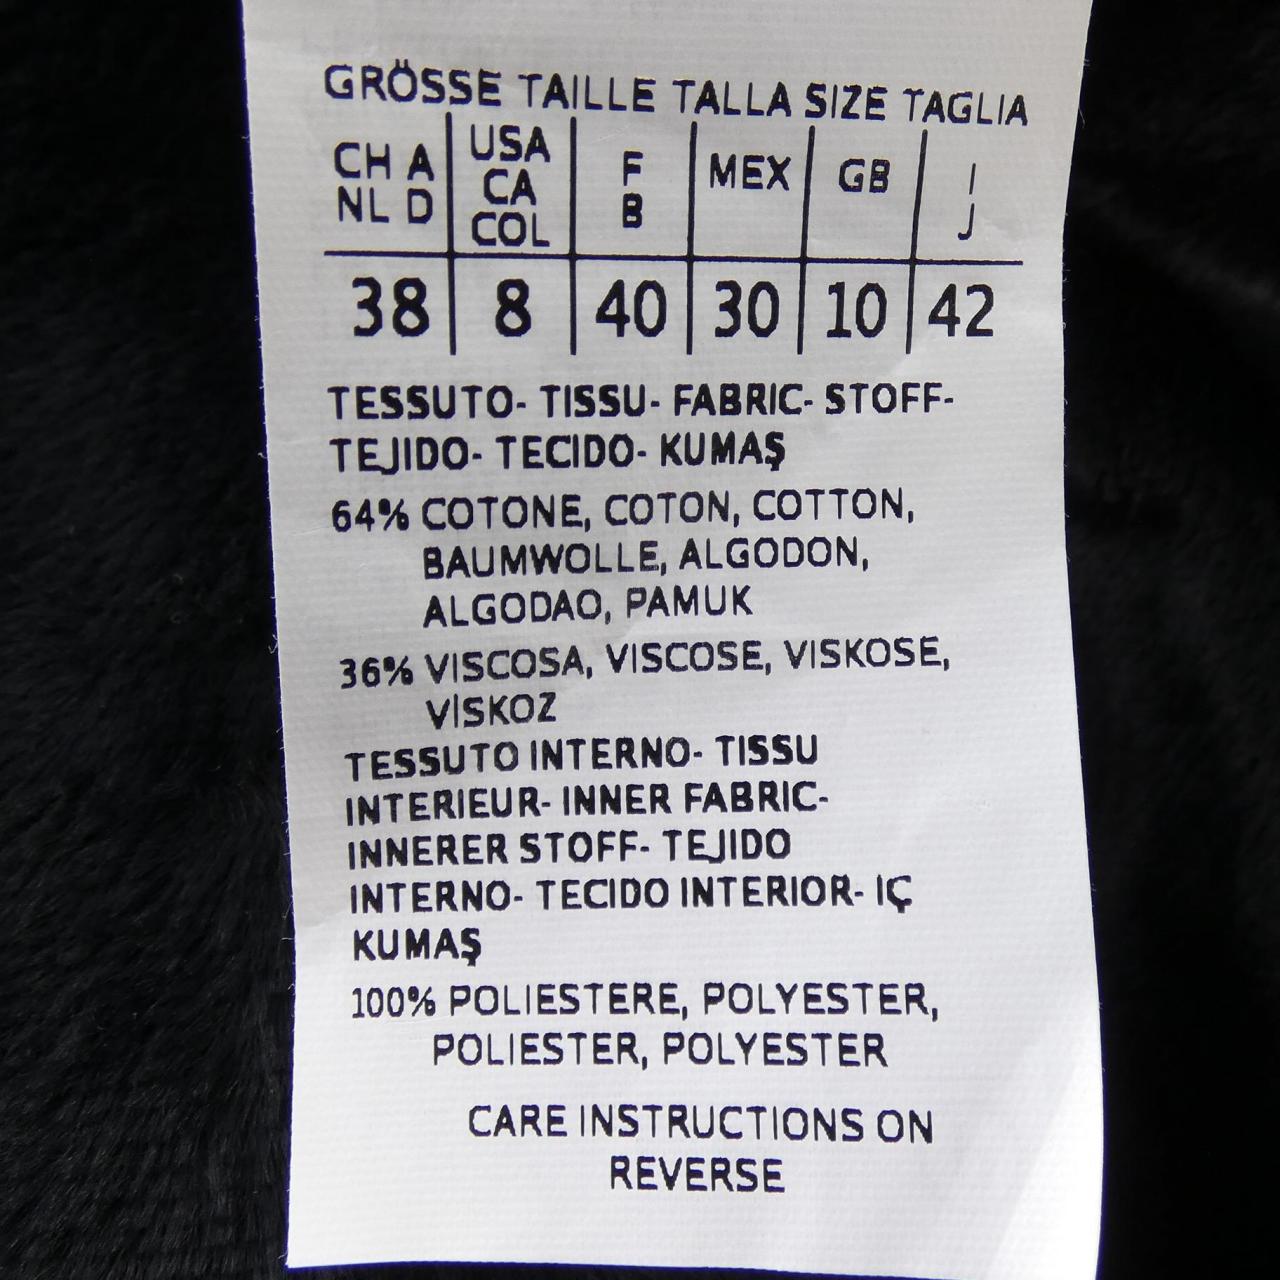 GRÖSSE TAILLE TALLA SIZE TAGLIA
CH A USA F MEX GB I
NL D CA B J
COL
38 8 40 30 10 42
TESSUTO- TISSU- FABRIC- STOFF-
TEJIDO- TECIDO- KUMAŞ
64% COTONE, COTON, COTTON,
BAUMWOLLE, ALGODON,
ALGODAO, PAMUK
36% VISCOSA, VISCOSE, VISKOSE,
VİSKOZ
TESSUTO INTERNO- TISSU
INTERIEUR- INNER FABRIC-
INNERER STOFF- TEJIDO
INTERNO- TECIDO INTERIOR- IÇ
KUMAŞ
100% POLIESTERE, POLYESTER,
POLIESTER, POLYESTER
CARE INSTRUCTIONS ON
REVERSE